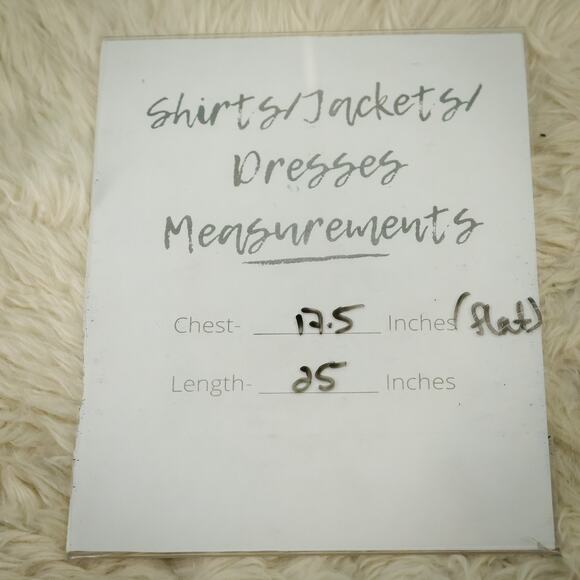 Shirts/Jackets/
Dresses
Measurements
Chest- 17.5 Inches (flat)
Length- 25 Inches